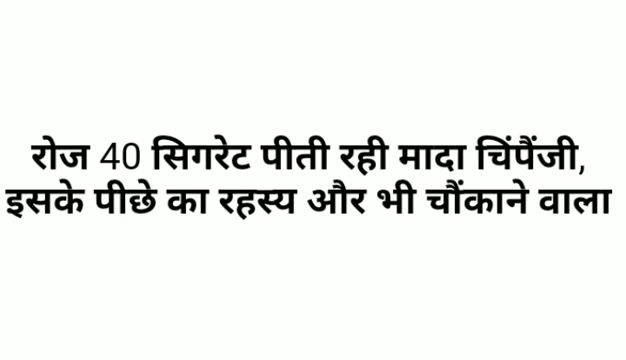 रोज 40 सिगरेट पीती रही मादा चिंपैंजी,
इसके पीछे का रहस्य और भी चौंकाने वाला